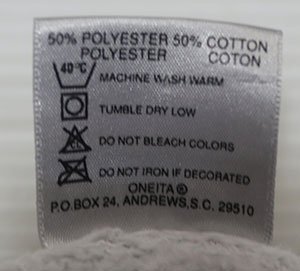 50% POLYESTER 50% COTTON
POLYESTER COTON
40°C MACHINE WASH WARM
TUMBLE DRY LOW
DO NOT BLEACH COLORS
DO NOT IRON IF DECORATED
ONEITA®
P.O.BOX 24, ANDREWS,S.C. 29510